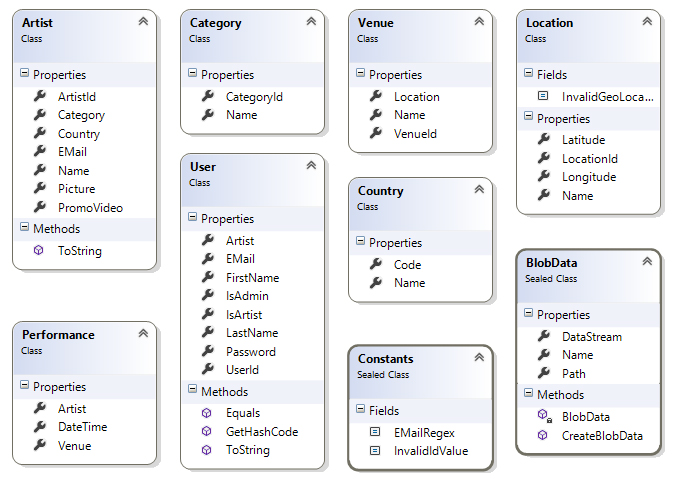 Artist
Class
Properties
ArtistId
Category
Country
EMail
Name
Picture
PromoVideo
Methods
ToString
Category
Class
Properties
CategoryId
Name
Venue
Class
Properties
Location
Name
VenueId
Location
Class
Fields
InvalidGeoLoca...
Properties
Latitude
LocationId
Longitude
Name
User
Class
Properties
Artist
EMail
FirstName
IsAdmin
IsArtist
LastName
Password
UserId
Methods
Equals
GetHashCode
ToString
Country
Class
Properties
Code
Name
BlobData
Sealed Class
Properties
DataStream
Name
Path
Methods
BlobData
CreateBlobData
Performance
Class
Properties
Artist
DateTime
Venue
Constants
Sealed Class
Fields
EMailRegex
InvalidIdValue